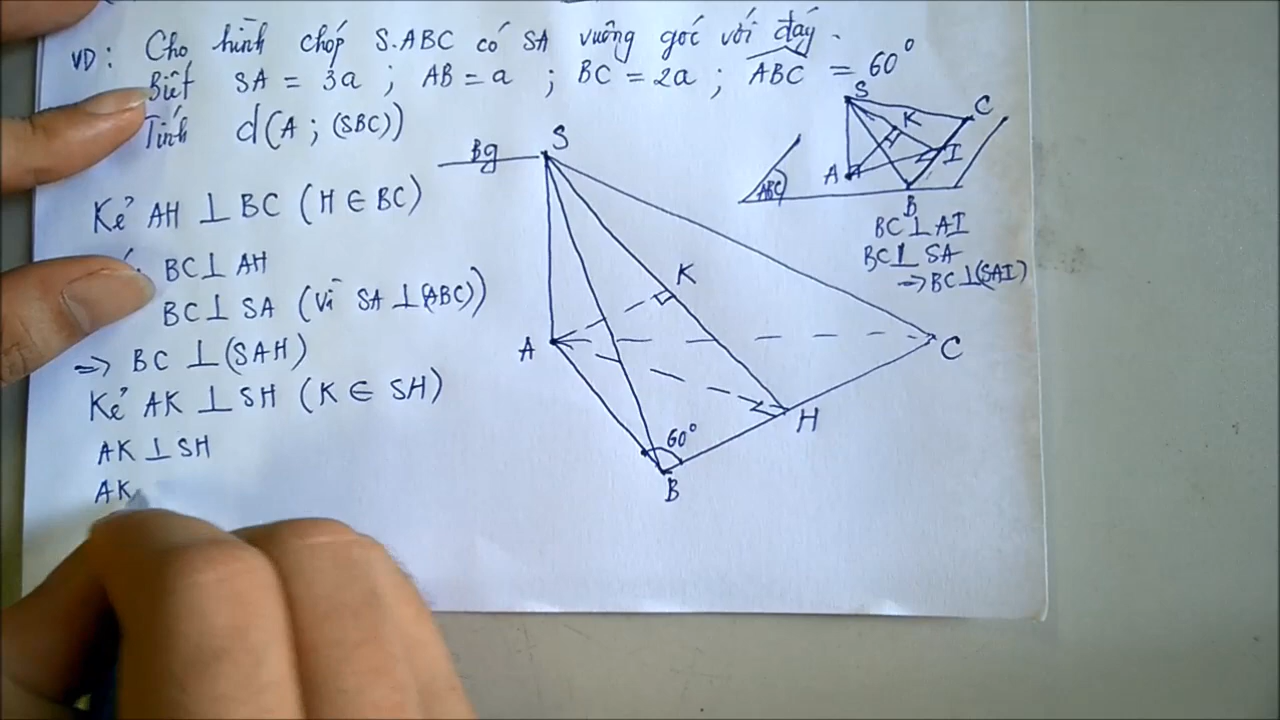 VD: Cho hình chóp S.ABC có SA vuông góc với đáy.
Biết SA = 3a ; AB = a ; BC = 2a ; ABC = 60°
Tính d(A ; (SBC))
Bg
Kẻ AH ⊥ BC (H ∈ BC)
BC ⊥ AH
BC ⊥ SA (Vì SA ⊥ (ABC))
=> BC ⊥ (SAH)
Kẻ AK ⊥ SH (K ∈ SH)
AK ⊥ SH
AK
S
K
A
C
H
60°
B
S
C
K
I
A
ABC
B
BC ⊥ AI
BC ⊥ SA
→ BC ⊥ (SAI)